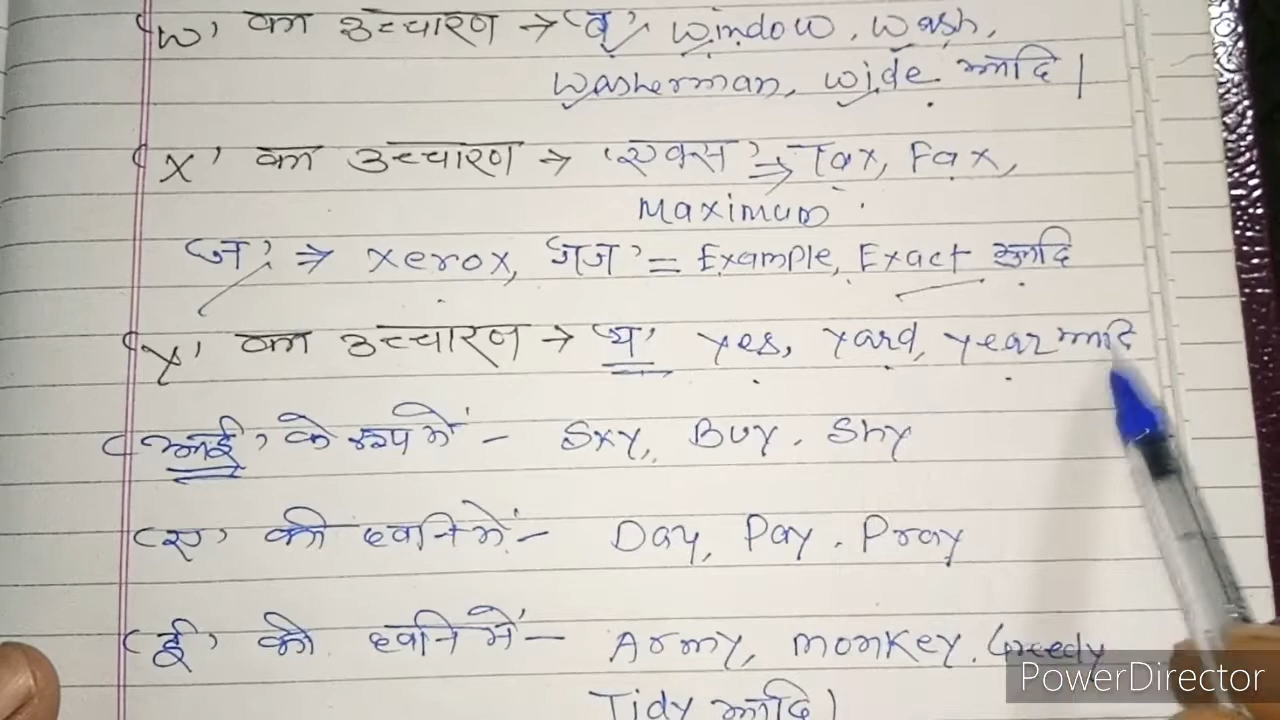 'W' का उच्चारण → 'व', Window, Wash,
Washerman, Wide आदि।
'X' का उच्चारण → 'एक्स' ⇒ Tax, Fax,
Maximum
'ज' ⇒ Xerox, 'गज' = Example, Exact आदि
'Y' का उच्चारण → 'य' Yes, Yard, Year आदि
'आई' के रूप में - Sky, Buy, Shy
'ए' की ध्वनि में - Day, Pay, Pray
'ई' की ध्वनि में - Army, Monkey, Greedy
Tidy आदि।
PowerDirector